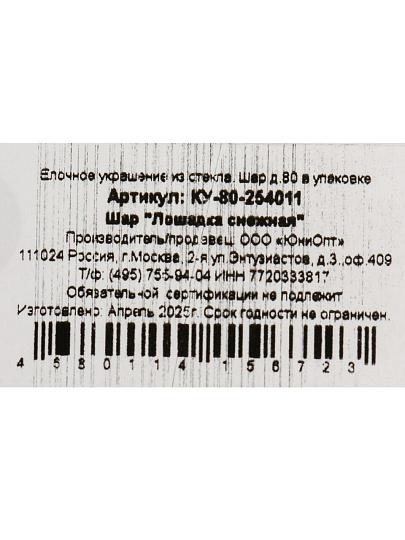 Елочное украшение из стекла. Шар д.80 в упаковке
Артикул: КУ-80-254011
Шар "Лошадка снежная"
Производитель/продавец: ООО «ЮниОпт»
111024 Россия, г.Москва, 2-я ул.Энтузиастов, д.3.,оф.409
Т/ф: (495) 755-94-04 ИНН 7720333817
Обязательной сертификации не подлежит
Изготовлено: Апрель 2025г. Срок годности не ограничен.
4 680114 156723